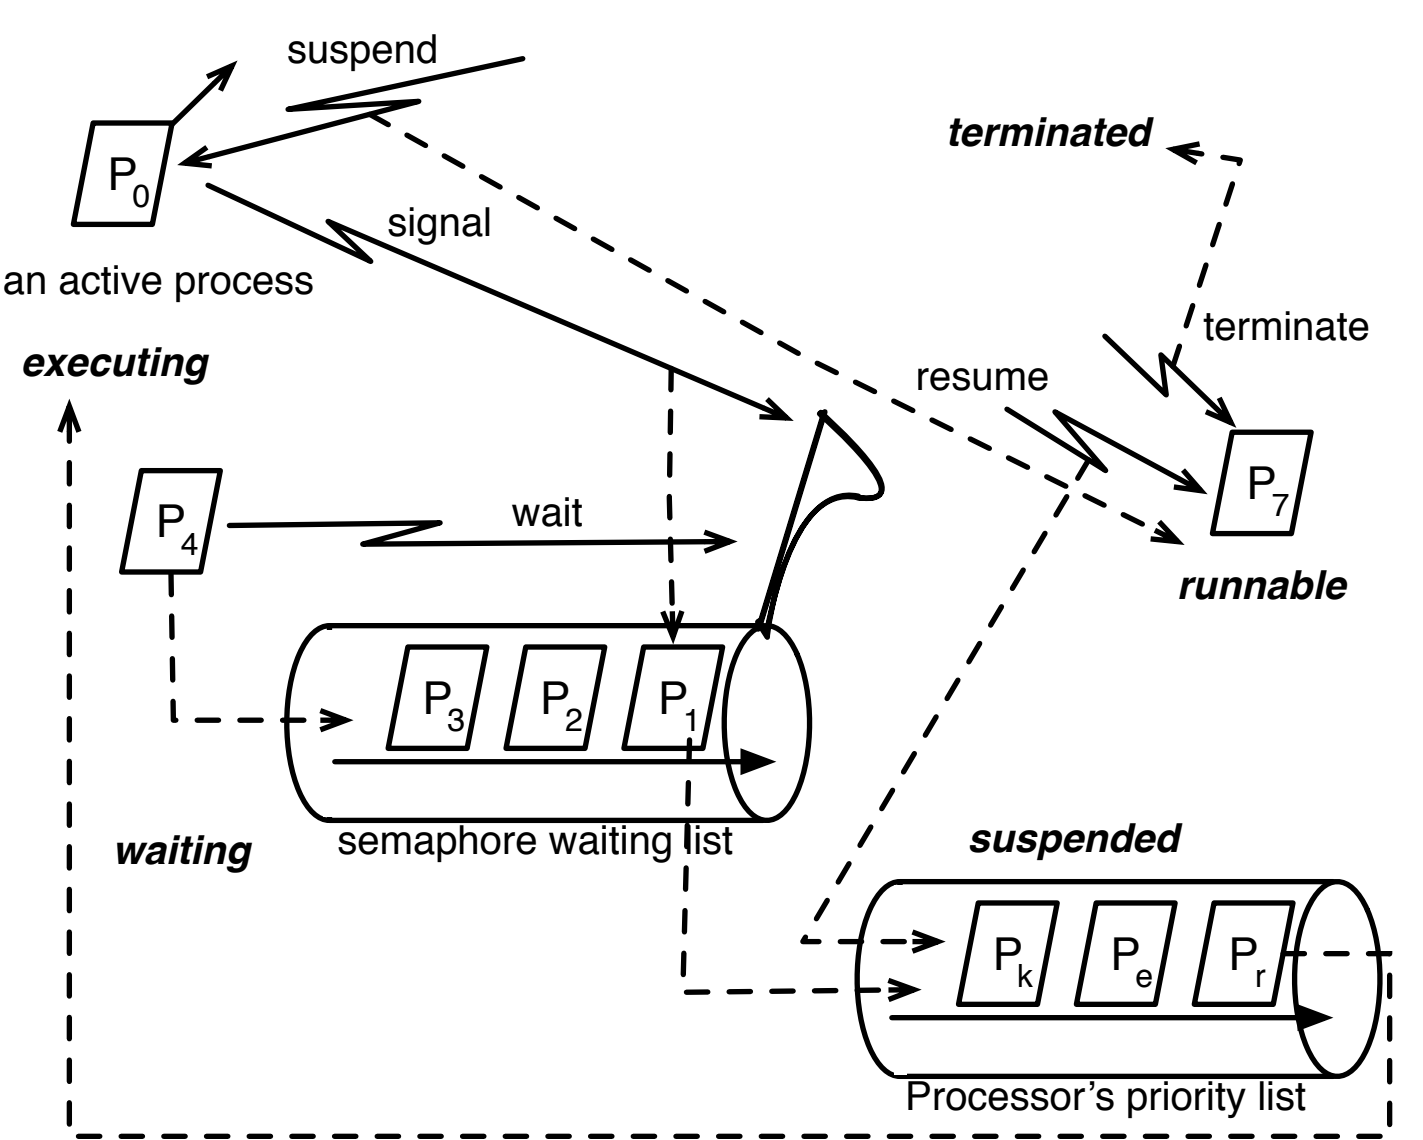 suspend
terminated
P0
signal
an active process
terminate
executing
resume
P4
wait
P7
runnable
P3 P2 P1
semaphore waiting list
waiting
suspended
Pk Pe Pr
Processor's priority list